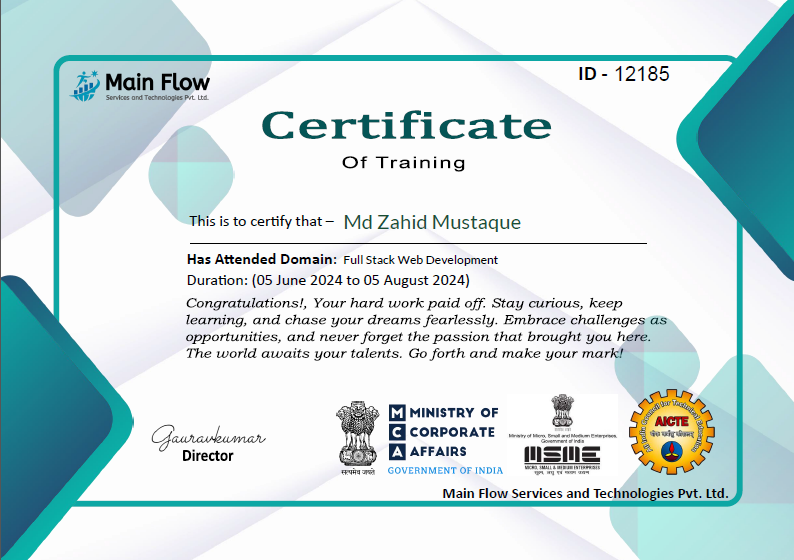 Main Flow
Services and Technologies Pvt. Ltd.
ID - 12185
Certificate
Of Training
This is to certify that – Md Zahid Mustaque
Has Attended Domain: Full Stack Web Development
Duration: (05 June 2024 to 05 August 2024)
Congratulations!, Your hard work paid off. Stay curious, keep
learning, and chase your dreams fearlessly. Embrace challenges as
opportunities, and never forget the passion that brought you here.
The world awaits your talents. Go forth and make your mark!
Gauravkumar
Director
सत्यमेव जयते
M MINISTRY OF
C CORPORATE
A AFFAIRS
GOVERNMENT OF INDIA
Ministry of Micro, Small and Medium Enterprises,
Government of India
MSME
MICRO, SMALL & MEDIUM ENTERPRISES
सूक्ष्म, लघु एवं मध्यम उद्यम
All India Council for Technical Education
AICTE
Main Flow Services and Technologies Pvt. Ltd.